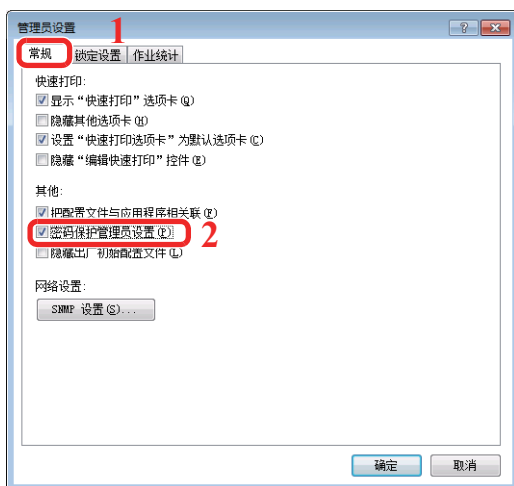 管理员设置
1
常规 锁定设置 作业统计
快速打印:
显示“快速打印”选项卡(Q)
隐藏其他选项卡(H)
设置“快速打印选项卡”为默认选项卡(C)
隐藏“编辑快速打印”控件(E)
其他:
把配置文件与应用程序相关联(F)
密码保护管理员设置(P) 2
隐藏出厂初始配置文件(L)
网络设置:
SNMP 设置(S)...
确定 取消